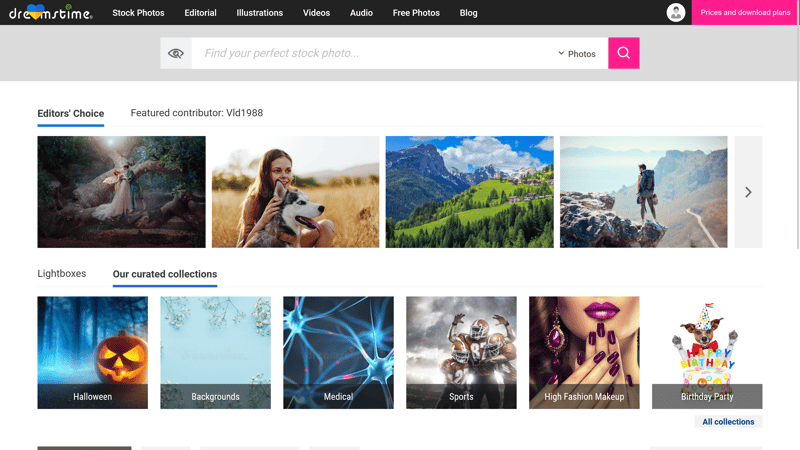 dreamstime
Stock Photos Editorial Illustrations Videos Audio Free Photos Blog Prices and download plans
Find your perfect stock photo... Photos
Editors' Choice Featured contributor: Vld1988
Lightboxes Our curated collections
HAPPY
BIRTHDAY
Halloween Backgrounds Medical Sports High Fashion Makeup Birthday Party
All collections